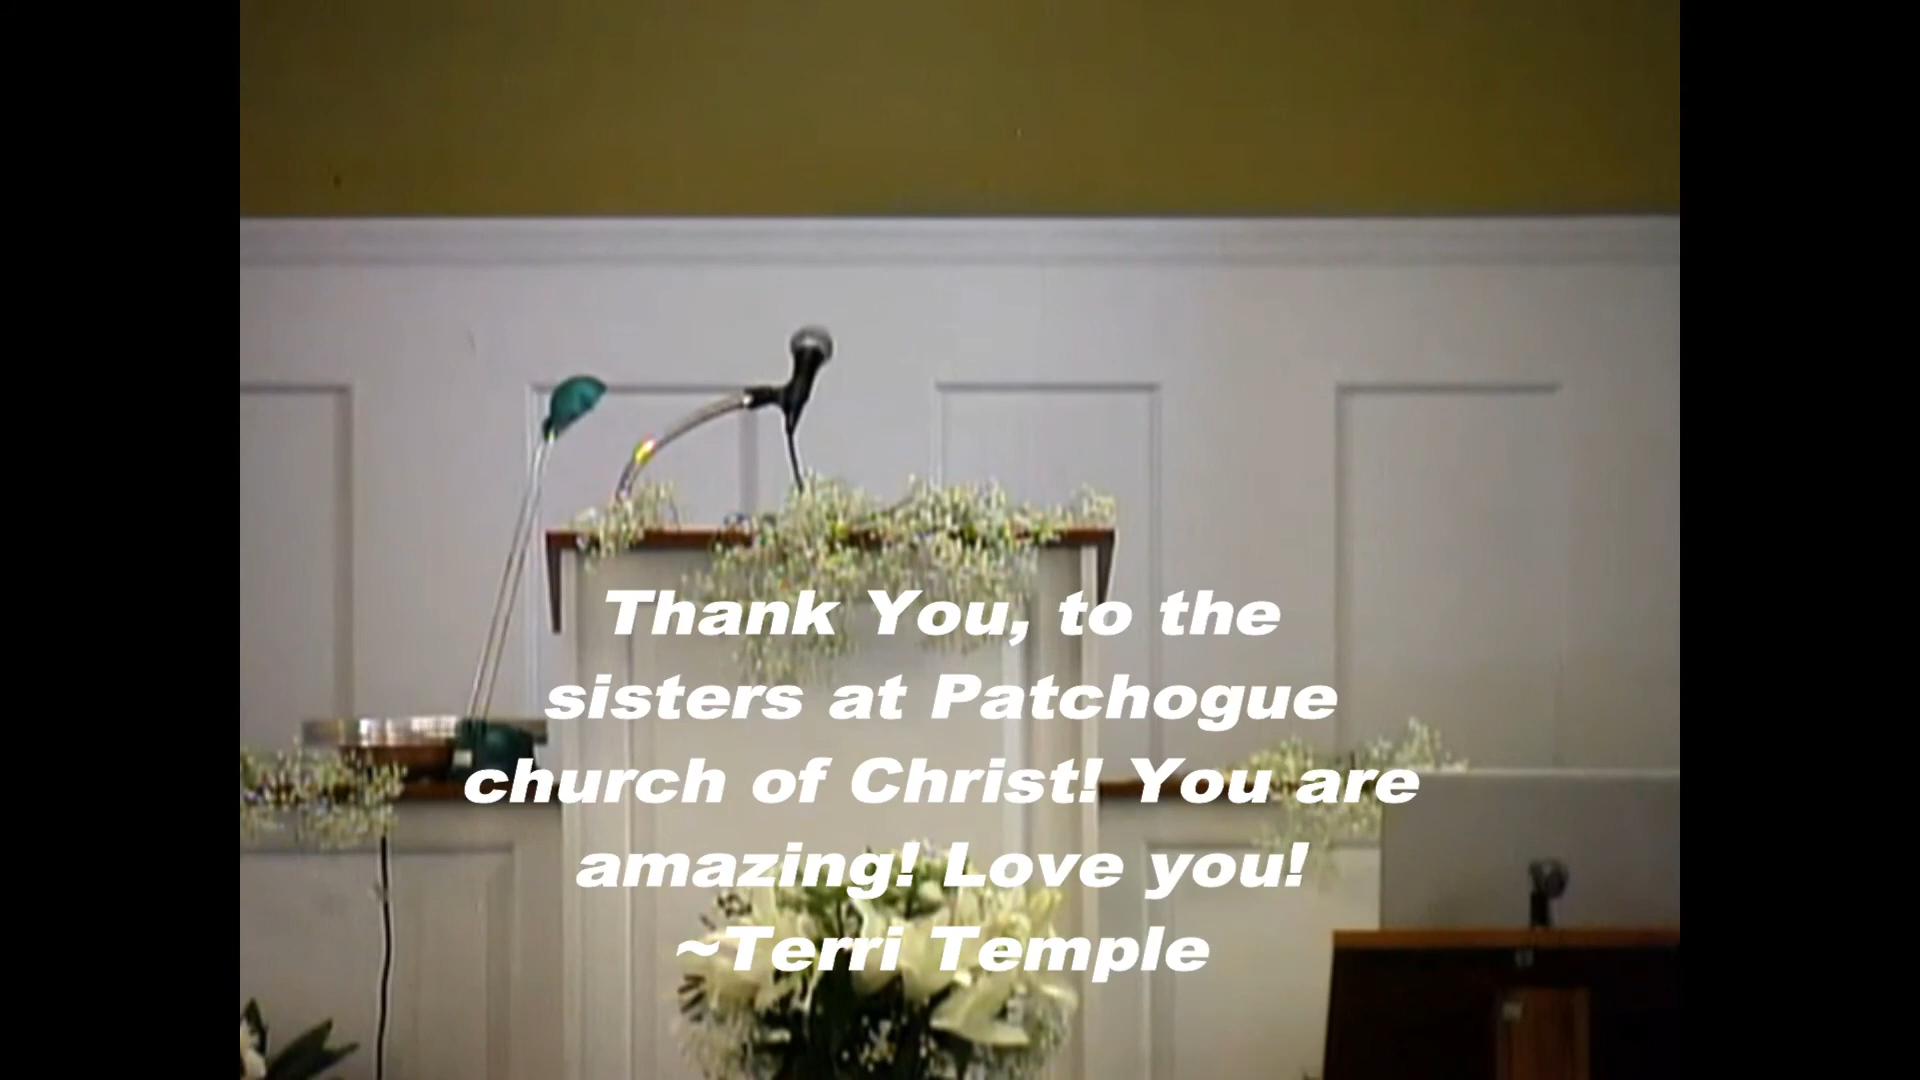 Thank You, to the
sisters at Patchogue
church of Christ! You are
amazing! Love you!
~Terri Temple